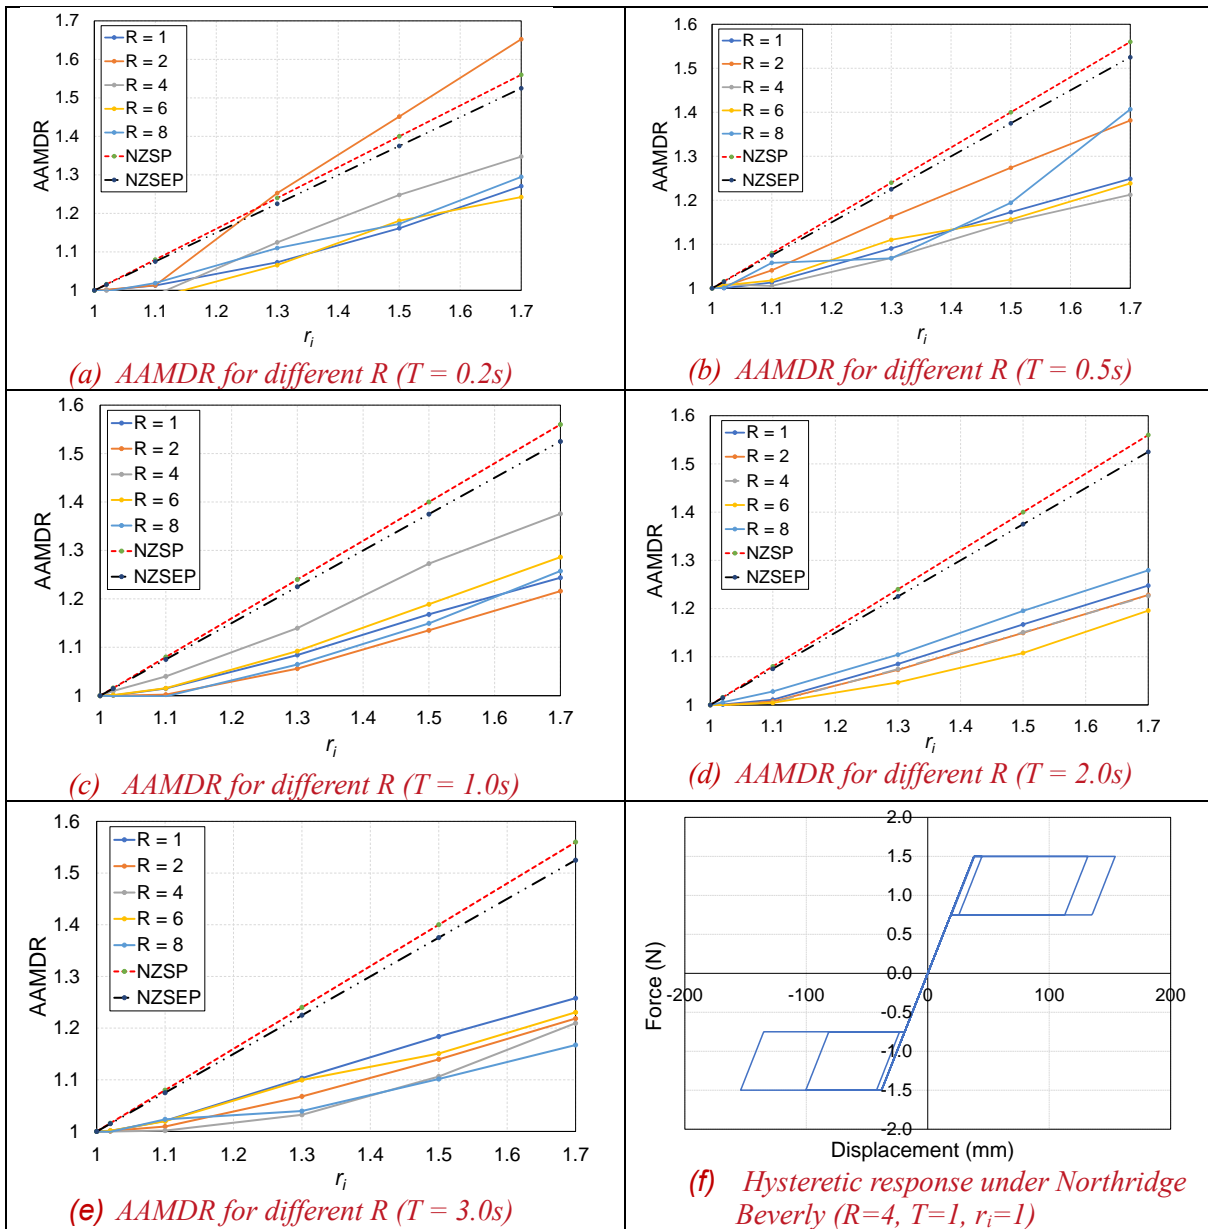 1.7
1.6
1.5
1.4
1.3
1.2
1.1
1
AAMDR
R = 1
R = 2
R = 4
R = 6
R = 8
NZSP
NZSEP
1 1.1 1.2 1.3 1.4 1.5 1.6 1.7
r_i
(a) AAMDR for different R (T = 0.2s)
1.6
1.5
1.4
1.3
1.2
1.1
1
AAMDR
R = 1
R = 2
R = 4
R = 6
R = 8
NZSP
NZSEP
1 1.1 1.2 1.3 1.4 1.5 1.6 1.7
r_i
(b) AAMDR for different R (T = 0.5s)
1.6
1.5
1.4
1.3
1.2
1.1
1
AAMDR
R = 1
R = 2
R = 4
R = 6
R = 8
NZSP
NZSEP
1 1.1 1.2 1.3 1.4 1.5 1.6 1.7
r_i
(c) AAMDR for different R (T = 1.0s)
1.6
1.5
1.4
1.3
1.2
1.1
1
AAMDR
R = 1
R = 2
R = 4
R = 6
R = 8
NZSP
NZSEP
1 1.1 1.2 1.3 1.4 1.5 1.6 1.7
r_i
(d) AAMDR for different R (T = 2.0s)
1.6
1.5
1.4
1.3
1.2
1.1
1
AAMDR
R = 1
R = 2
R = 4
R = 6
R = 8
NZSP
NZSEP
1 1.1 1.2 1.3 1.4 1.5 1.6 1.7
r_i
(e) AAMDR for different R (T = 3.0s)
2.0
1.5
1.0
0.5
0.0
-0.5
-1.0
-1.5
-2.0
Force (N)
-200 -100 0 100 200
Displacement (mm)
(f) Hysteretic response under Northridge
Beverly (R=4, T=1, r_i=1)